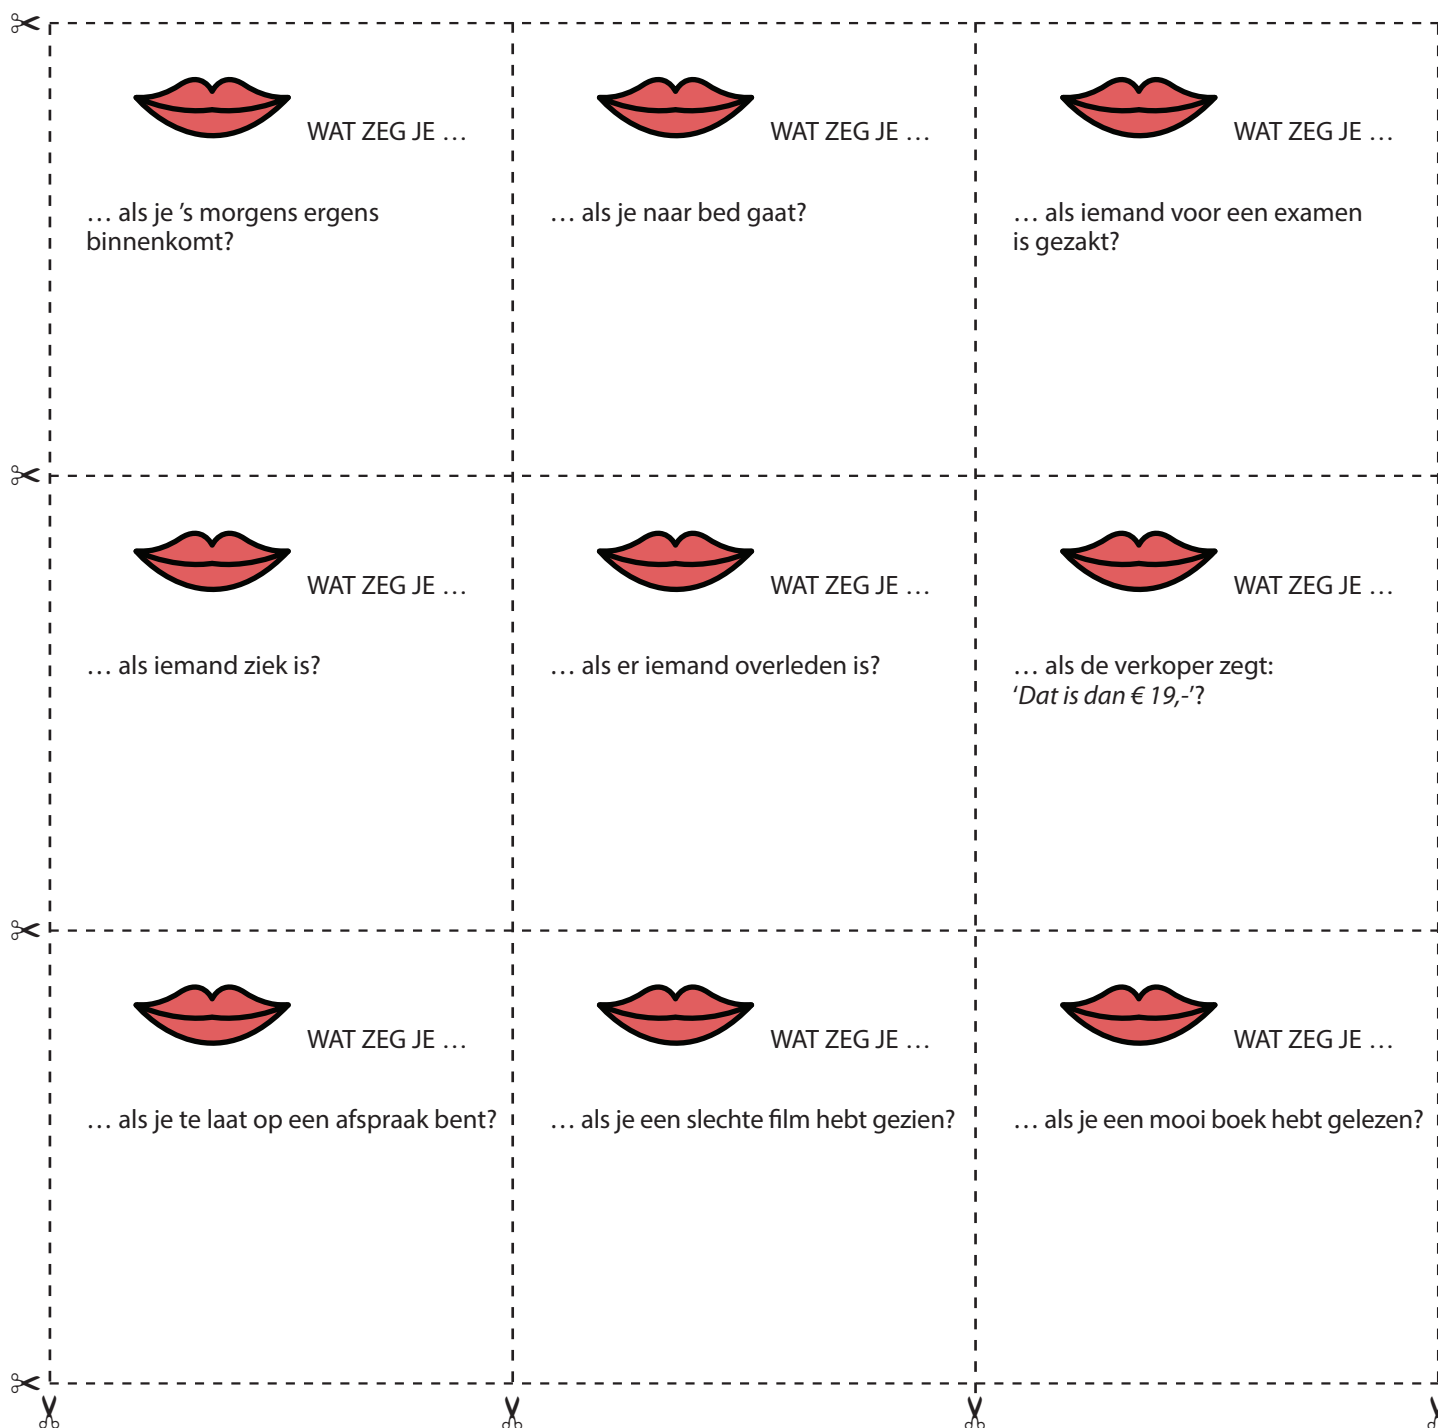 WAT ZEG JE …
… als je ’s morgens ergens
binnenkomt?
WAT ZEG JE …
… als je naar bed gaat?
WAT ZEG JE …
… als iemand voor een examen
is gezakt?
WAT ZEG JE …
… als iemand ziek is?
WAT ZEG JE …
… als er iemand overleden is?
WAT ZEG JE …
… als de verkoper zegt:
‘Dat is dan € 19,-’?
WAT ZEG JE …
… als je te laat op een afspraak bent?
WAT ZEG JE …
… als je een slechte film hebt gezien?
WAT ZEG JE …
… als je een mooi boek hebt gelezen?